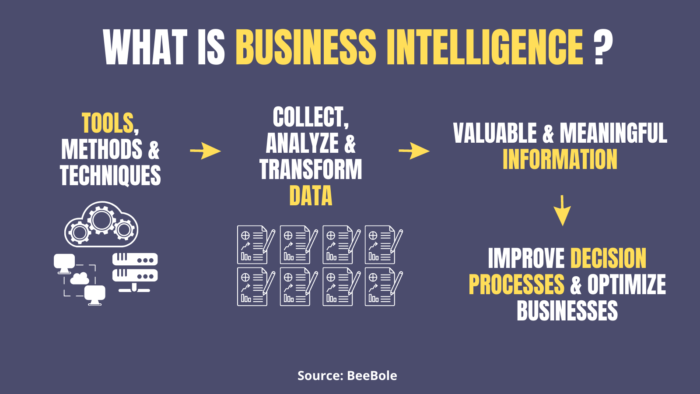 WHAT IS BUSINESS INTELLIGENCE ?
TOOLS,
METHODS &
TECHNIQUES
COLLECT,
ANALYZE &
TRANSFORM
DATA
VALUABLE & MEANINGFUL
INFORMATION
IMPROVE DECISION
PROCESSES & OPTIMIZE
BUSINESSES
Source: BeeBole